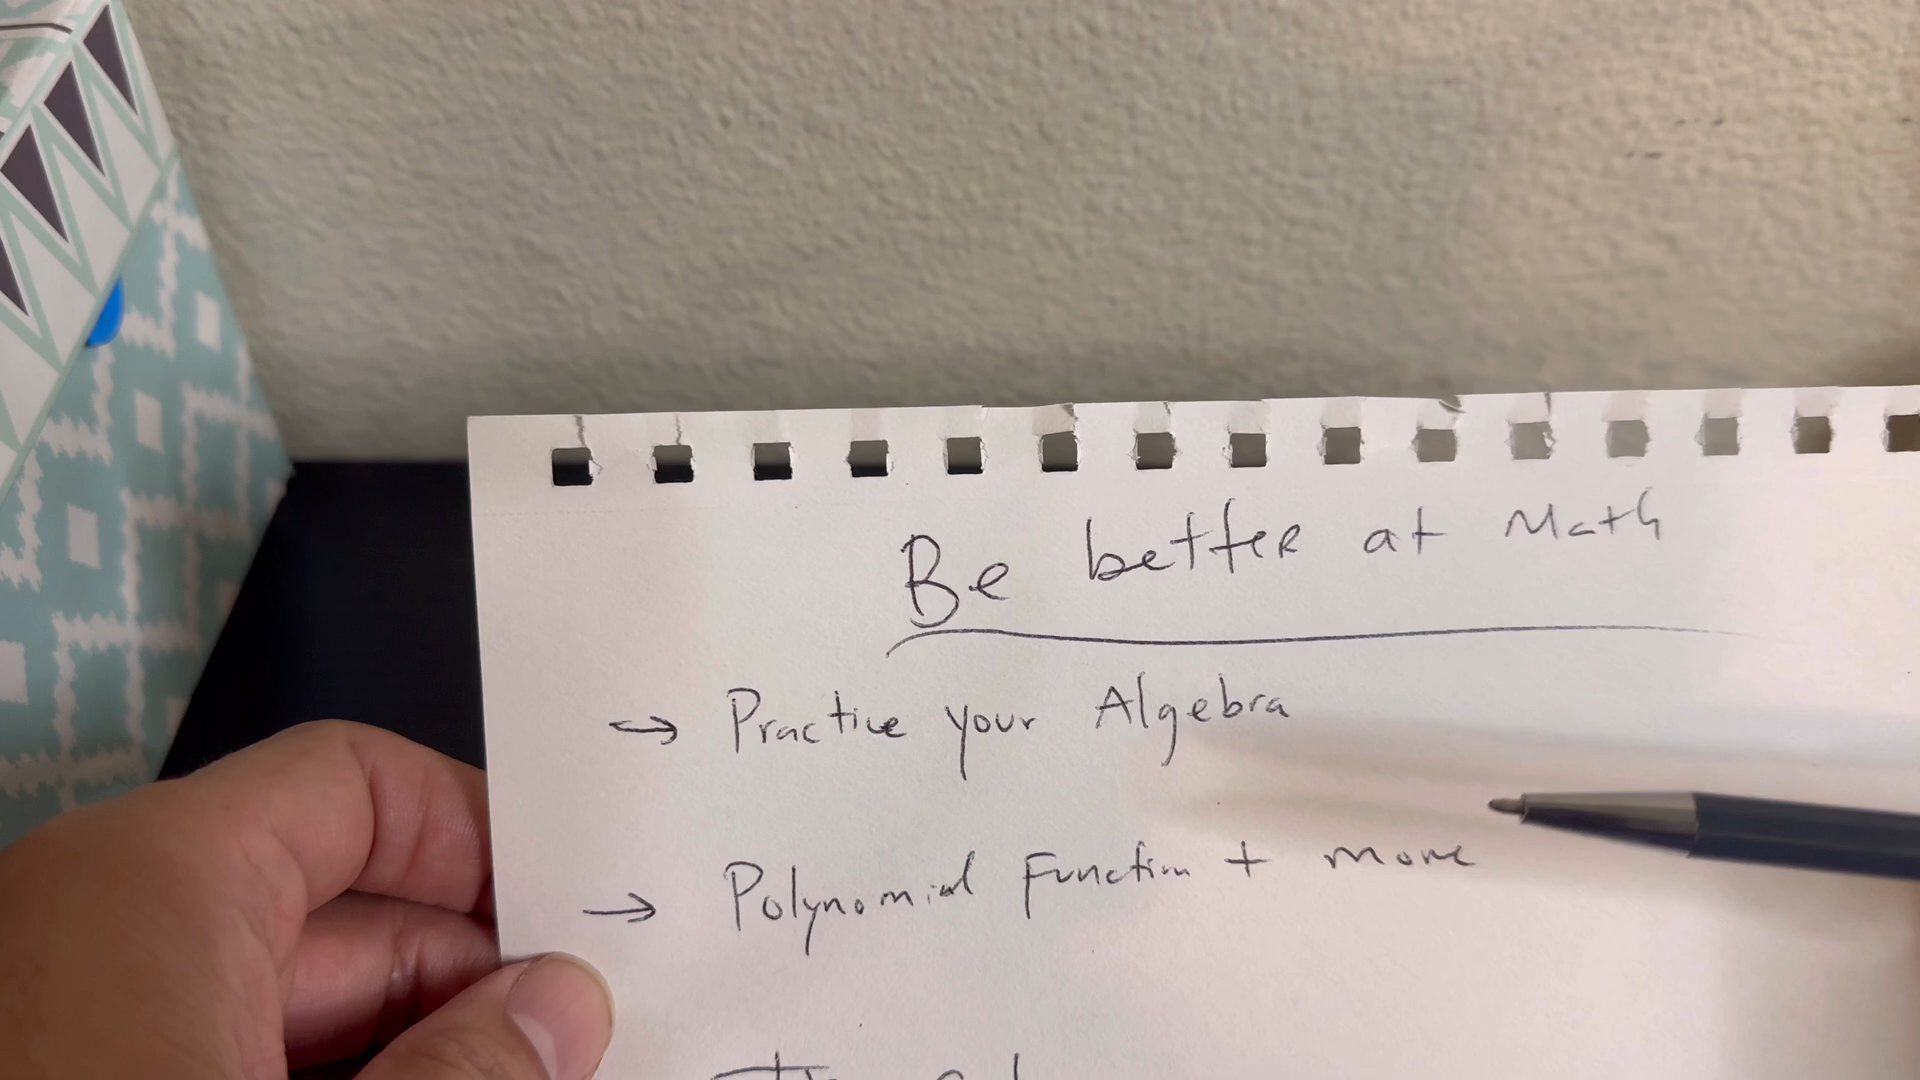 Be better at Math
→ Practice your Algebra
→ Polynomial Function + more